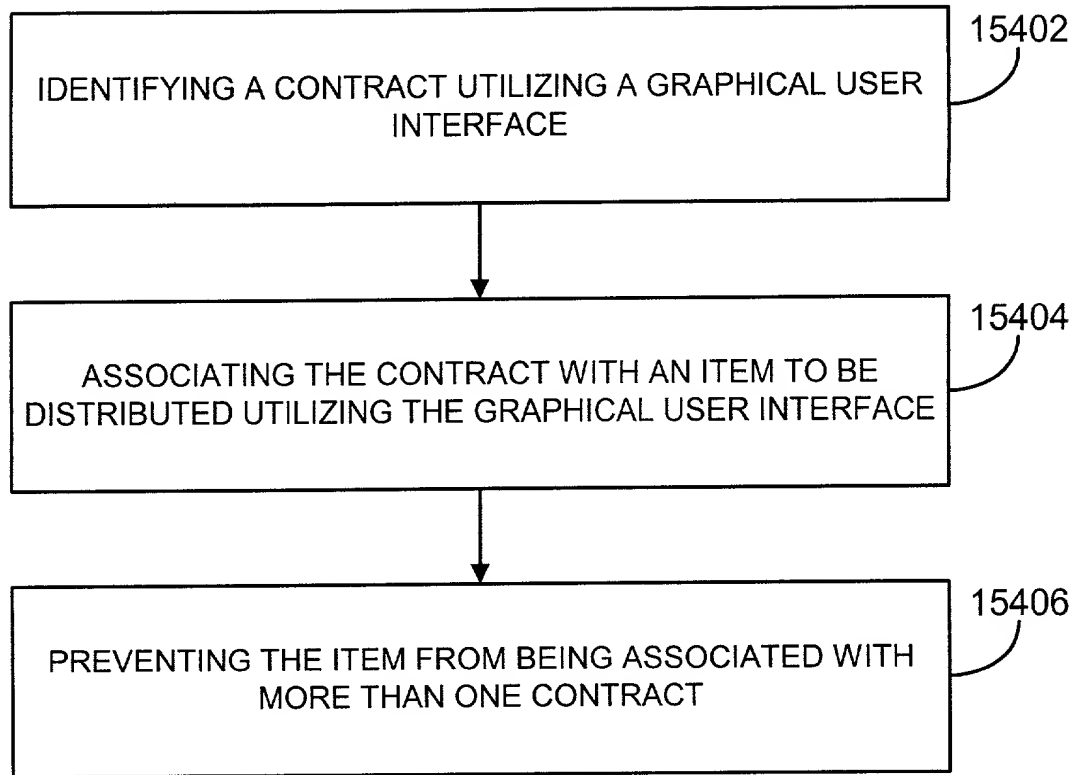 15402
IDENTIFYING A CONTRACT UTILIZING A GRAPHICAL USER
INTERFACE
15404
ASSOCIATING THE CONTRACT WITH AN ITEM TO BE
DISTRIBUTED UTILIZING THE GRAPHICAL USER INTERFACE
15406
PREVENTING THE ITEM FROM BEING ASSOCIATED WITH
MORE THAN ONE CONTRACT